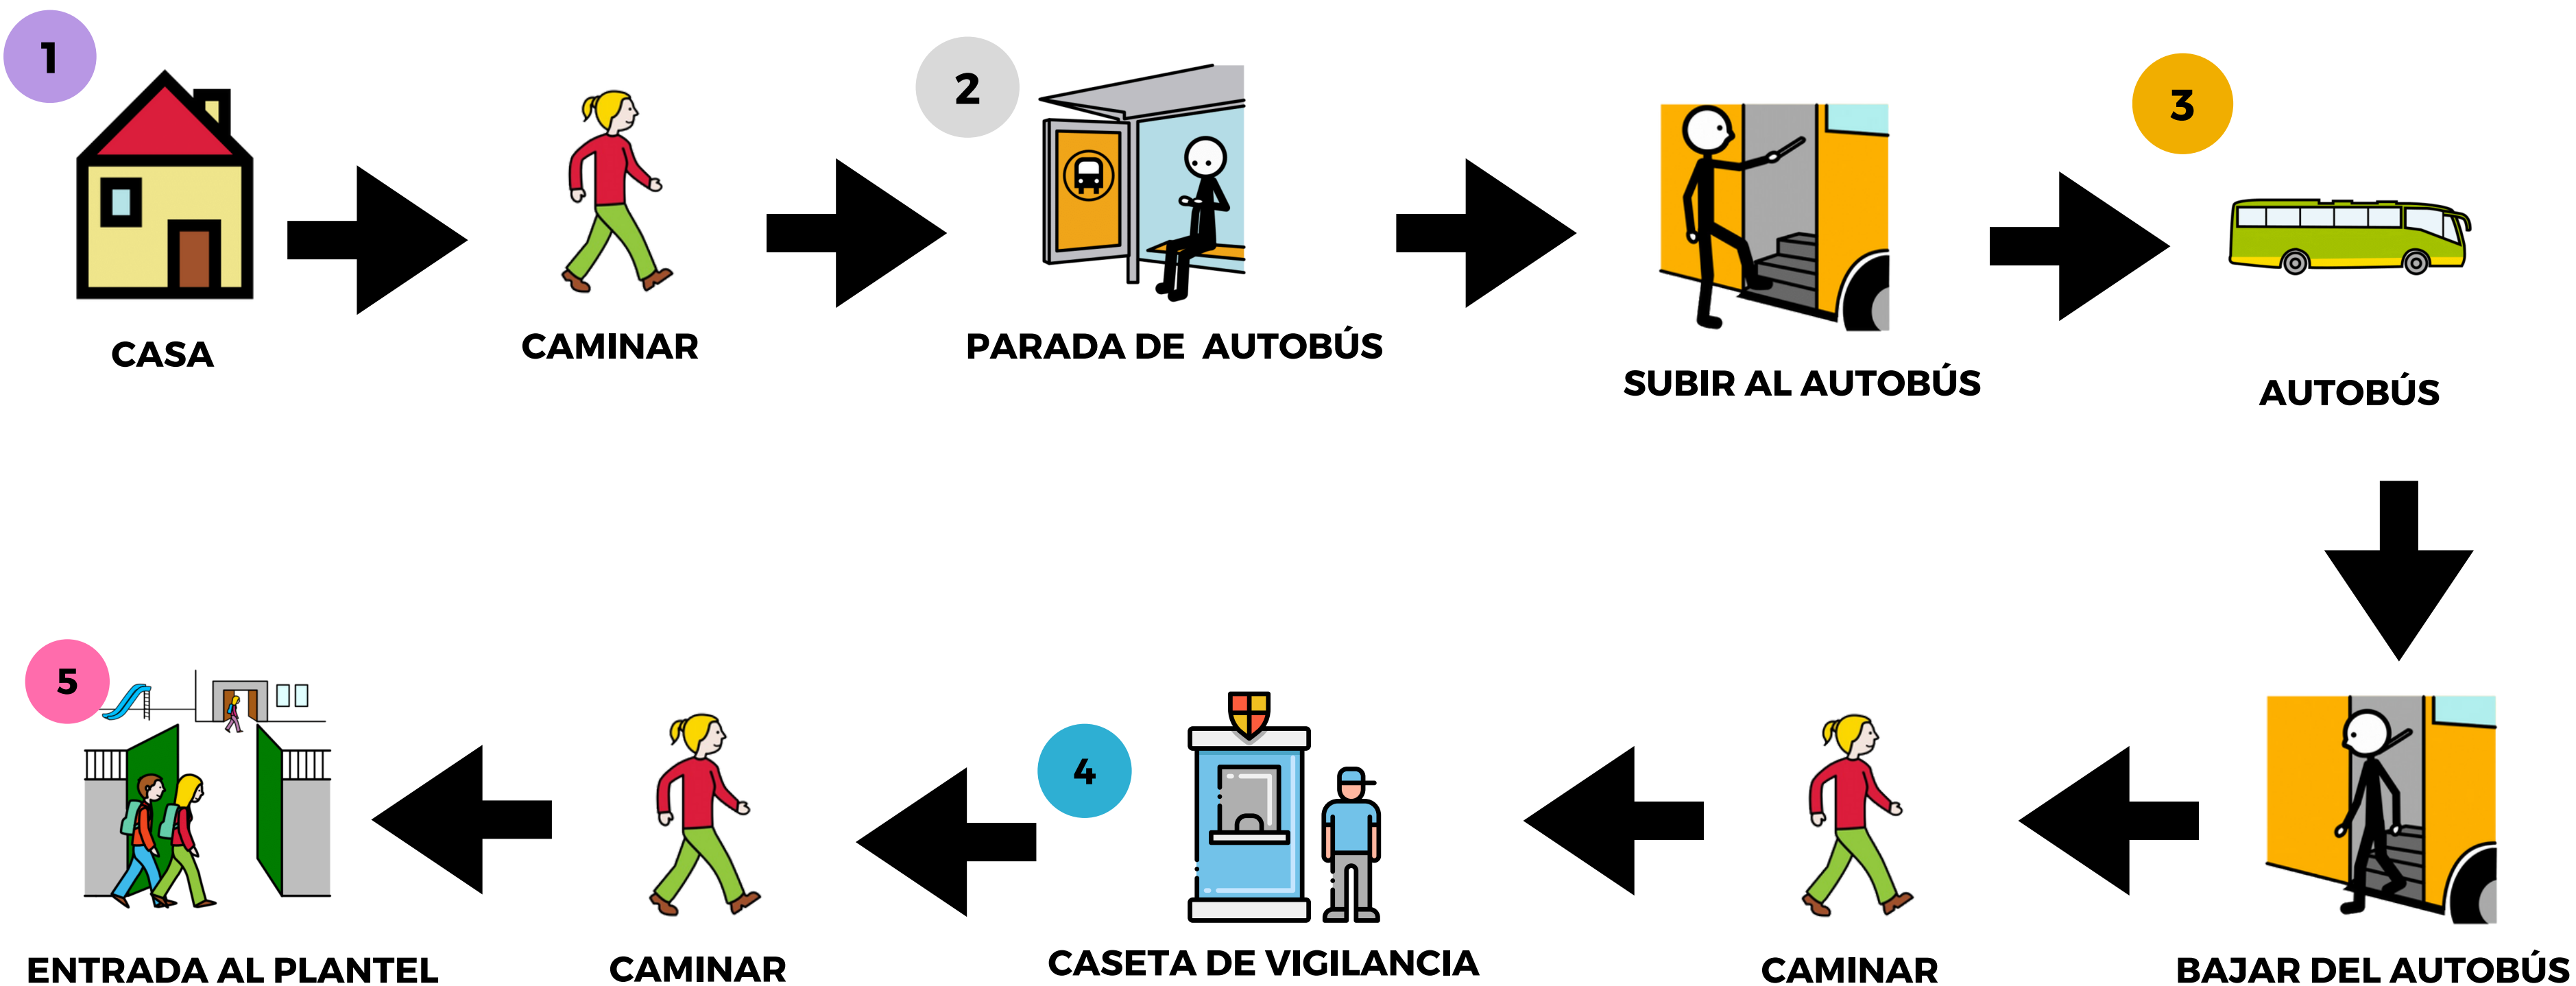 1
CASA
CAMINAR
2
PARADA DE AUTOBÚS
SUBIR AL AUTOBÚS
3
AUTOBÚS
BAJAR DEL AUTOBÚS
CAMINAR
4
CASETA DE VIGILANCIA
CAMINAR
5
ENTRADA AL PLANTEL